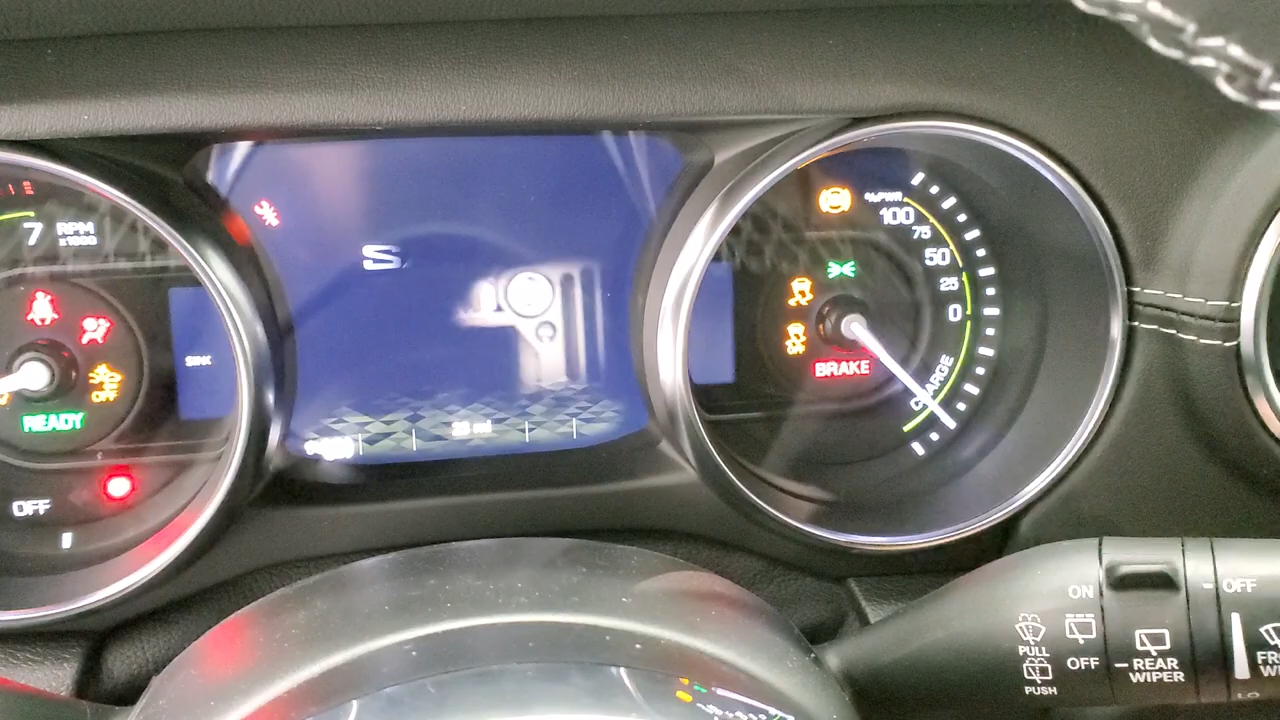 7 RPM
x1000
READY
OFF
OFF
%PWR
100
75
50
25
0
CHARGE
OFF
BRAKE
ON
PULL
OFF
PUSH
REAR
WIPER
OFF